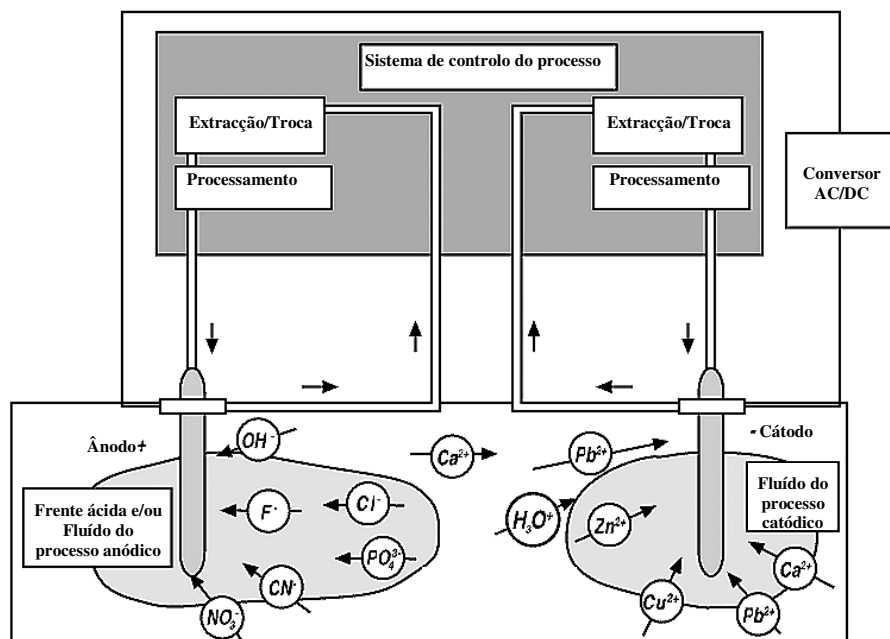 Sistema de controlo do processo
Extracção/Troca
Extracção/Troca
Processamento
Processamento
Conversor
AC/DC
Ânodo+
- Cátodo
OH⁻
Ca²⁺
Pb²⁺
Frente ácida e/ou
Fluído do
processo anódico
F⁻
Cl⁻
PO₄³⁻
CN⁻
NO₃⁻
H₃O⁺
Zn²⁺
Fluído do
processo
catódico
Ca²⁺
Cu²⁺
Pb²⁺